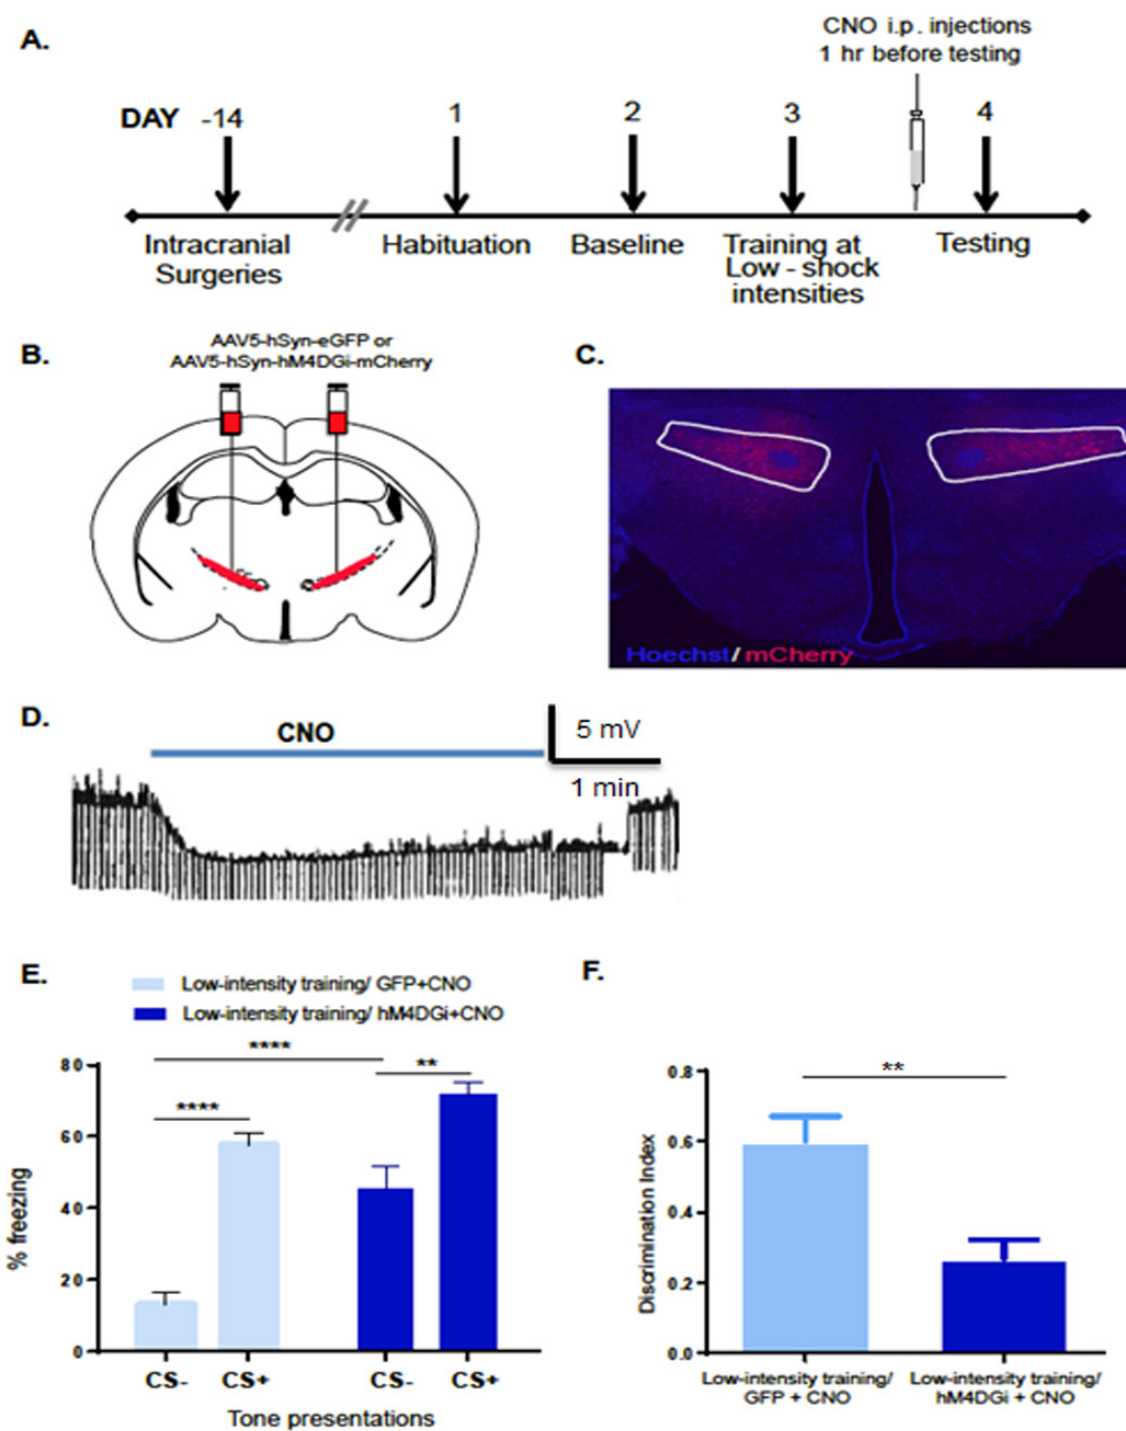 A.
CNO i.p. injections
1 hr before testing
DAY -14 1 2 3 4
Intracranial
Surgeries
Habituation
Baseline
Training at
Low - shock
intensities
Testing
B.
AAV5-hSyn-eGFP or
AAV5-hSyn-hM4DGi-mCherry
C.
Hoechst/mCherry
D.
CNO
5 mV
1 min
E.
Low-intensity training/ GFP+CNO
Low-intensity training/ hM4DGi+CNO
% freezing
80
60
40
20
0
****
****
**
CS- CS+ CS- CS+
Tone presentations
F.
Discrimination Index
0.8
0.6
0.4
0.2
0.0
**
Low-intensity training/
GFP + CNO
Low-intensity training/
hM4DGi + CNO